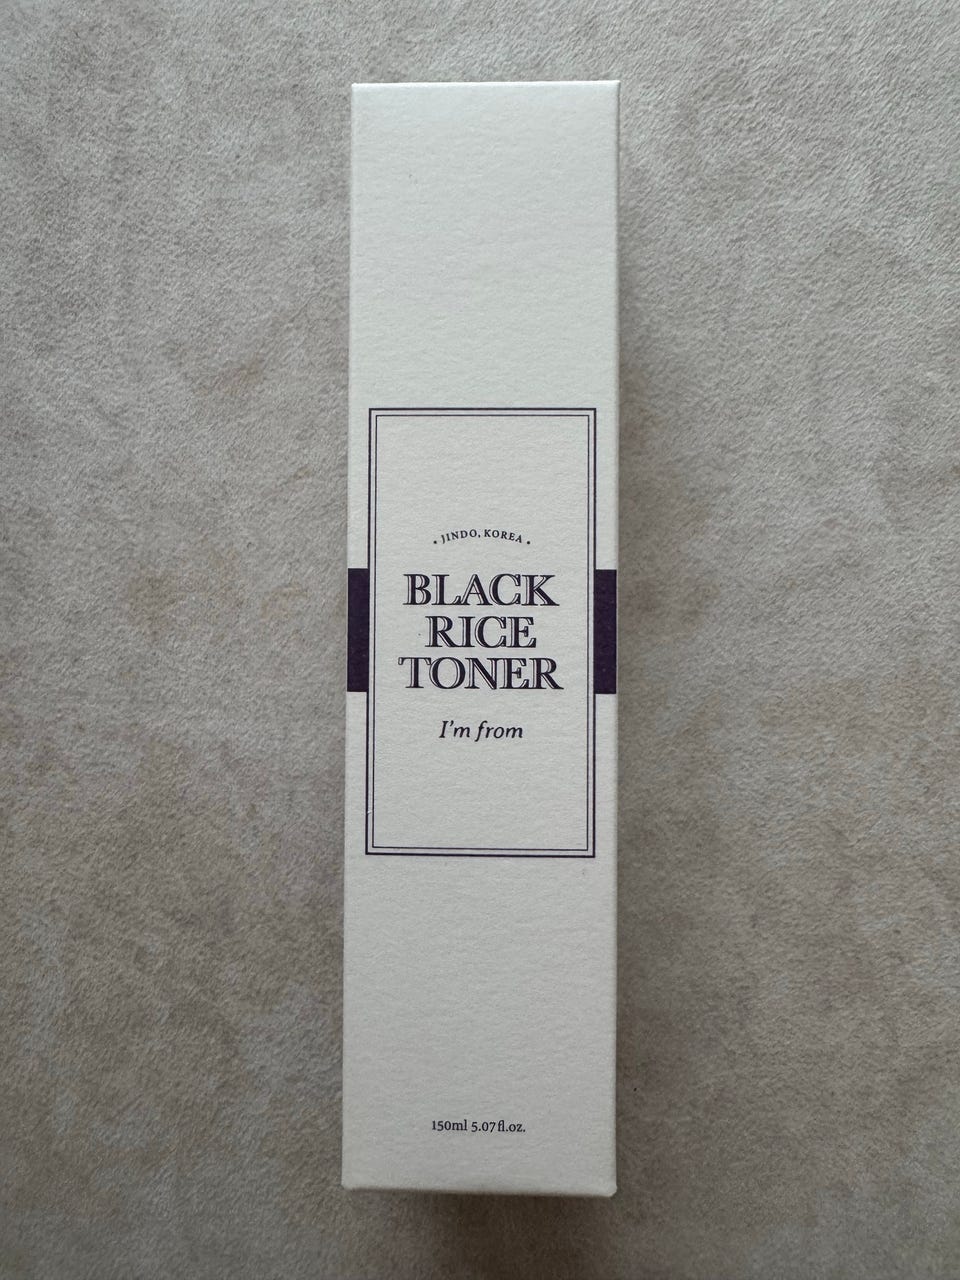 • JINDO, KOREA •
BLACK
RICE
TONER
I'm from
150ml 5.07fl.oz.